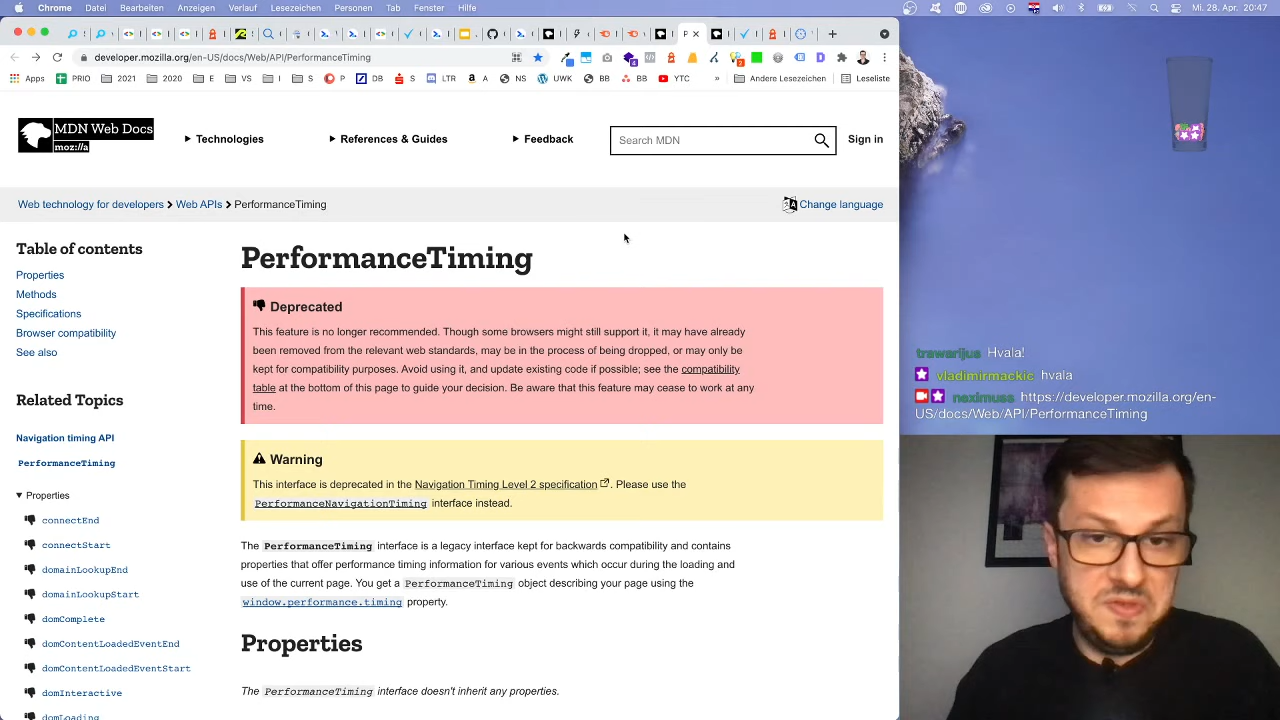 Chrome Datei Bearbeiten Anzeigen Verlauf Lesezeichen Personen Tab Fenster Hilfe Mi. 28. Apr. 20:47
developer.mozilla.org/en-US/docs/Web/API/PerformanceTiming
Apps PRIO 2021 2020 E VS I S P DB S LTR A NS UWK BB BB YTC » Andere Lesezeichen Leseliste
MDN Web Docs
moz://a
Technologies References & Guides Feedback Search MDN Sign in
Web technology for developers Web APIs PerformanceTiming Change language
Table of contents
Properties
Methods
Specifications
Browser compatibility
See also
Related Topics
Navigation timing API
PerformanceTiming
Properties
connectEnd
connectStart
domainLookupEnd
domainLookupStart
domComplete
domContentLoadedEventEnd
domContentLoadedEventStart
domInteractive
domLoading
PerformanceTiming
Deprecated
This feature is no longer recommended. Though some browsers might still support it, it may have already
been removed from the relevant web standards, may be in the process of being dropped, or may only be
kept for compatibility purposes. Avoid using it, and update existing code if possible; see the compatibility
table at the bottom of this page to guide your decision. Be aware that this feature may cease to work at any
time.
Warning
This interface is deprecated in the Navigation Timing Level 2 specification. Please use the
PerformanceNavigationTiming interface instead.
The PerformanceTiming interface is a legacy interface kept for backwards compatibility and contains
properties that offer performance timing information for various events which occur during the loading and
use of the current page. You get a PerformanceTiming object describing your page using the
window.performance.timing property.
Properties
The PerformanceTiming interface doesn't inherit any properties.
trawarijus Hvala!
vladimirmackic hvala
neximuss https://developer.mozilla.org/en-
US/docs/Web/API/PerformanceTiming